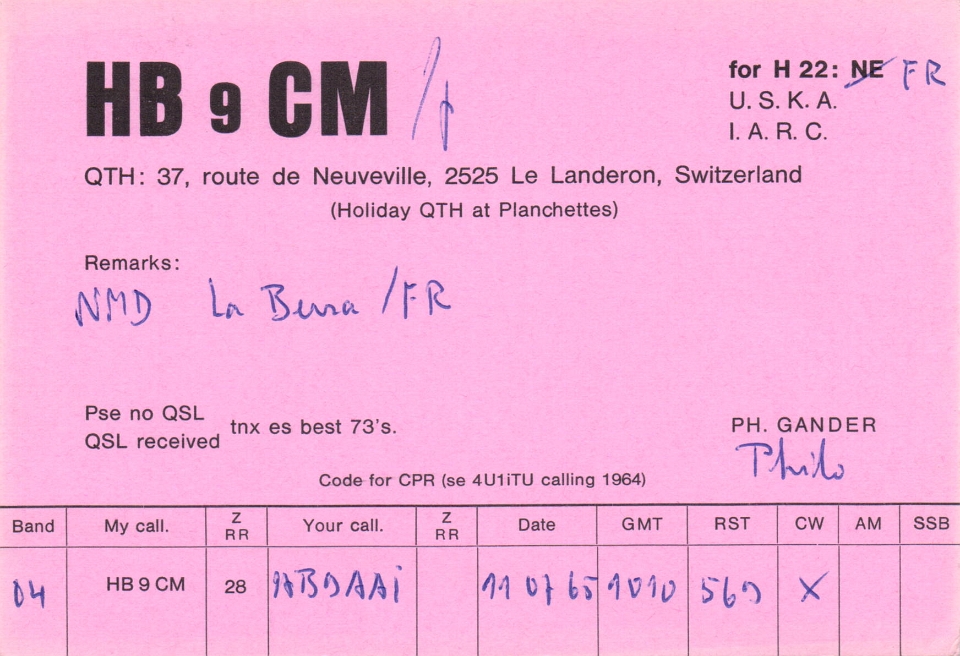 HB 9 CM /p
for H 22: NE FR
U. S. K. A.
I. A. R. C.
QTH: 37, route de Neuveville, 2525 Le Landeron, Switzerland
(Holiday QTH at Planchettes)
Remarks:
NMD La Berra /FR
Pse no QSL
QSL received
tnx es best 73's.
PH. GANDER
Philo
Code for CPR (se 4U1iTU calling 1964)
Band My call. Z RR Your call. Z RR Date GMT RST CW AM SSB
04 HB 9 CM 28 HB9AAI 11 07 65 1010 569 X